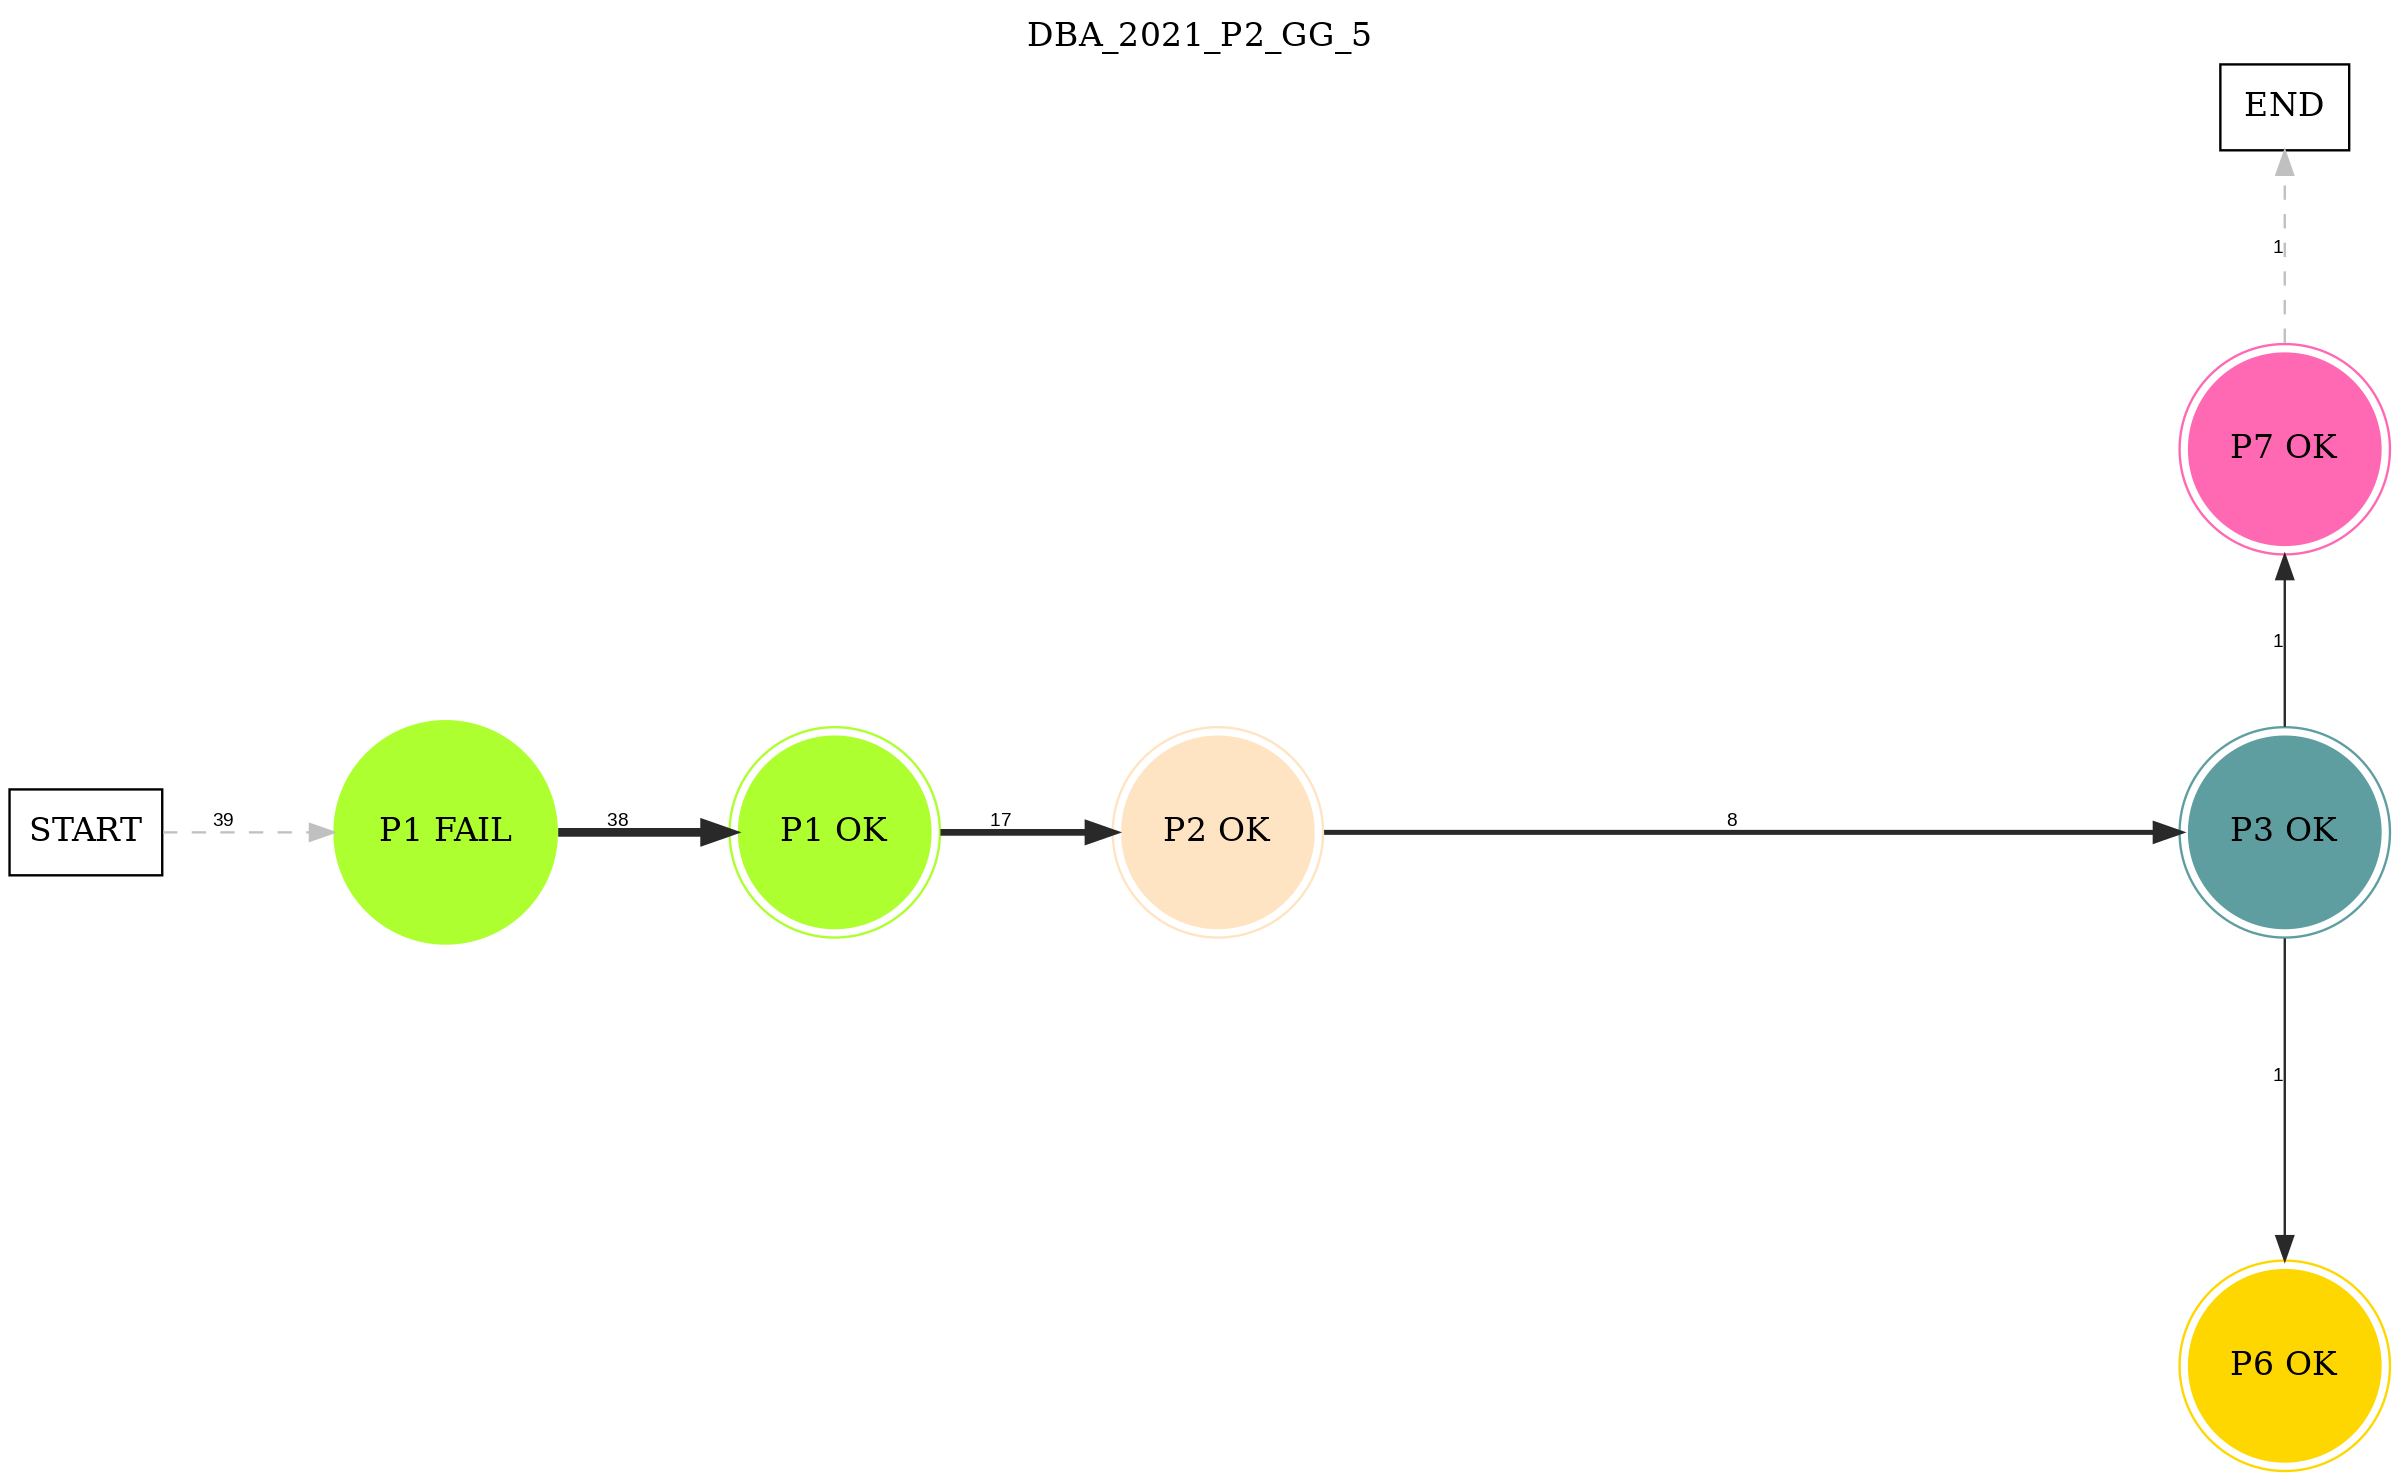 DBA_2021_P2_GG_5
END
1
P7 OK
1
START
39
P1 FAIL
38
P1 OK
17
P2 OK
8
P3 OK
1
P6 OK